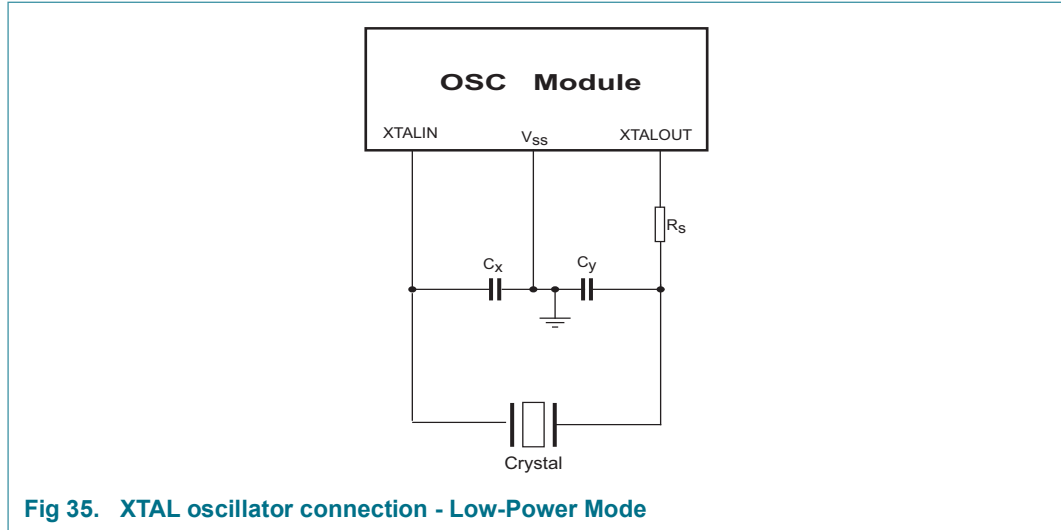 OSC Module
XTALIN
Vss
XTALOUT
Rs
Cx
Cy
Crystal
Fig 35. XTAL oscillator connection - Low-Power Mode